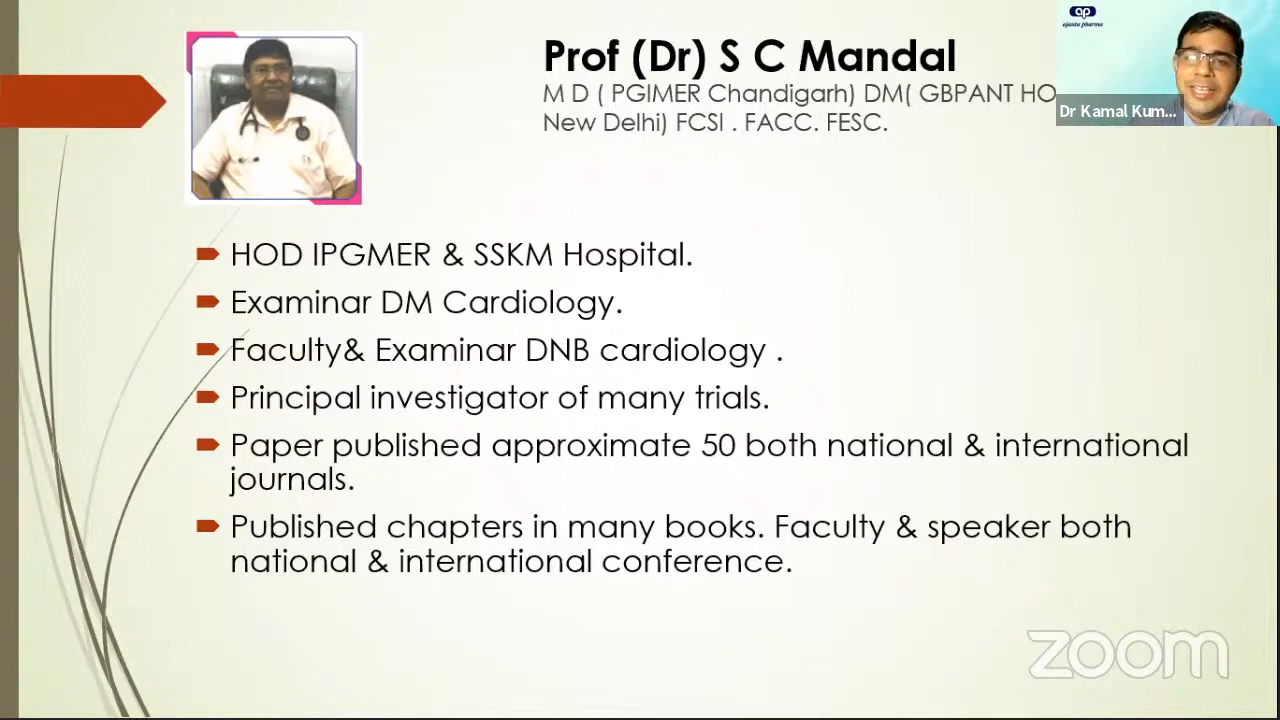 Prof (Dr) S C Mandal
M D ( PGIMER Chandigarh) DM( GBPANT HO
New Delhi) FCSI . FACC. FESC.
ap
ajanta pharma
Dr Kamal Kum...
HOD IPGMER & SSKM Hospital.
Examinar DM Cardiology.
Faculty& Examinar DNB cardiology .
Principal investigator of many trials.
Paper published approximate 50 both national & international
journals.
Published chapters in many books. Faculty & speaker both
national & international conference.
zoom